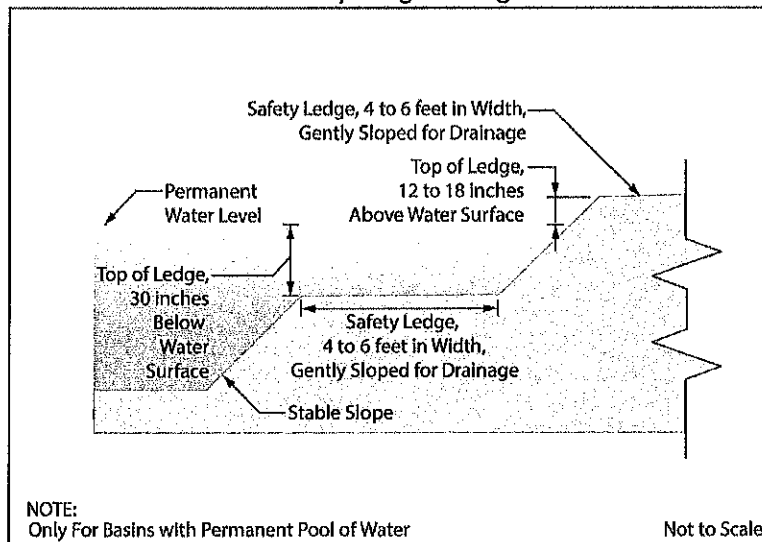 Safety Ledge, 4 to 6 feet in Width,
Gently Sloped for Drainage
Top of Ledge,
12 to 18 inches
Above Water Surface
Permanent
Water Level
Top of Ledge,
30 inches
Below
Water
Surface
Safety Ledge,
4 to 6 feet in Width,
Gently Sloped for Drainage
Stable Slope
NOTE:
Only For Basins with Permanent Pool of Water
Not to Scale